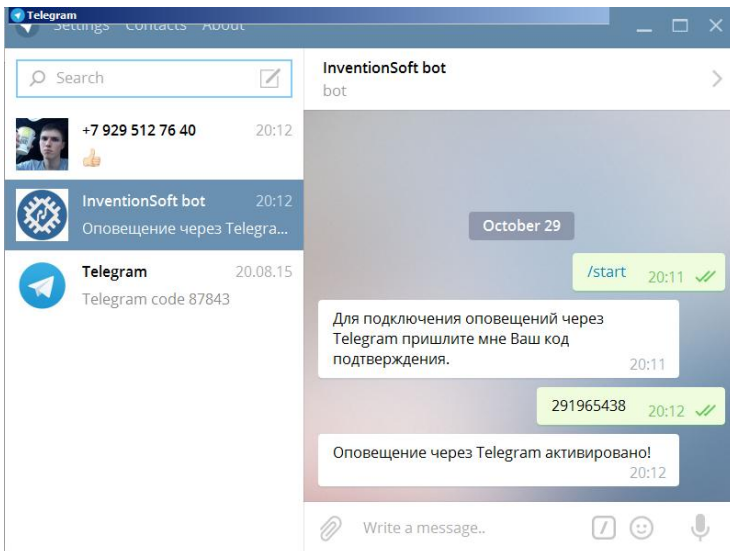 Telegram
Settings Contacts About
Search
InventionSoft bot
bot
+7 929 512 76 40 20:12
InventionSoft bot 20:12
Оповещение через Telegra...
Telegram 20.08.15
Telegram code 87843
October 29
/start 20:11
Для подключения оповещений через
Telegram пришлите мне Ваш код
подтверждения.
20:11
291965438 20:12
Оповещение через Telegram активировано!
20:12
Write a message..